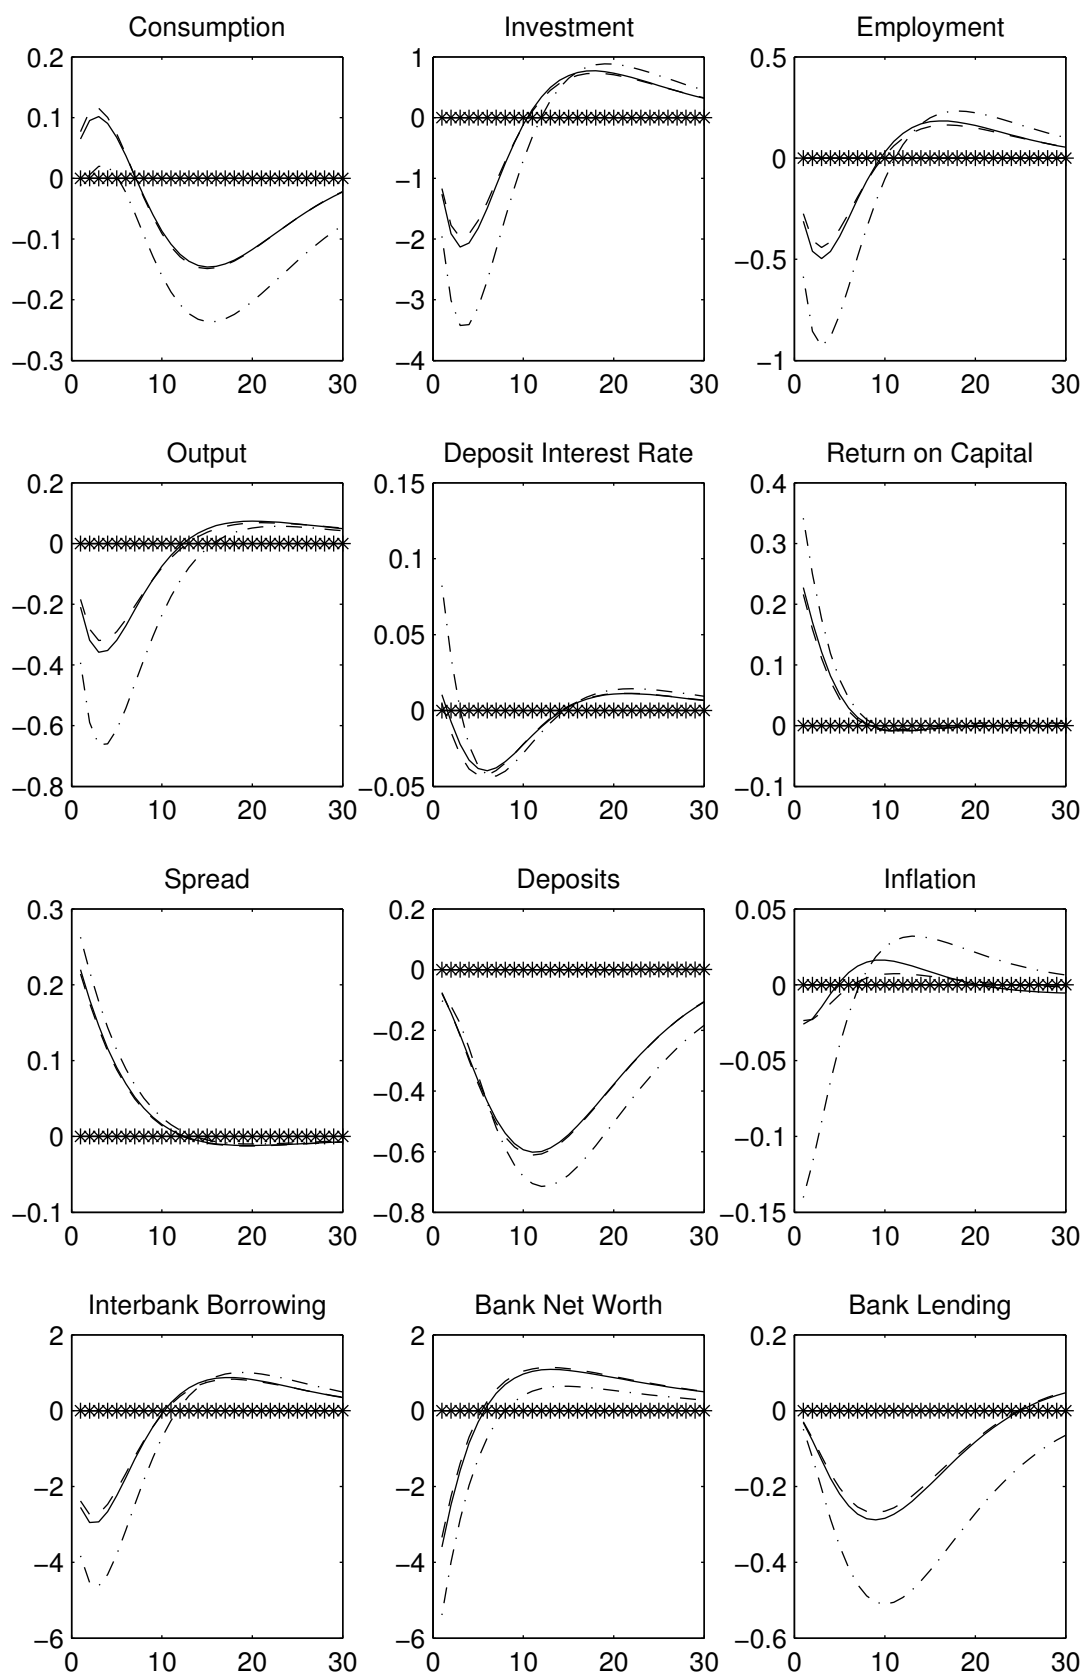 Consumption Investment Employment
0.2 1 0.5
0.1 0
0 −1 0
−0.1 −2
−0.2 −3 −0.5
−0.3 −4 −1
0 10 20 30 0 10 20 30 0 10 20 30
Output Deposit Interest Rate Return on Capital
0.2 0.15 0.4
0 0.1 0.3
−0.2 0.05 0.2
−0.4 0.1
−0.6 0 0
−0.8 −0.05 −0.1
0 10 20 30 0 10 20 30 0 10 20 30
Spread Deposits Inflation
0.3 0.2 0.05
0.2 0 0
0.1 −0.2 −0.05
−0.4
0 −0.6 −0.1
−0.1 −0.8 −0.15
0 10 20 30 0 10 20 30 0 10 20 30
Interbank Borrowing Bank Net Worth Bank Lending
2 2 0.2
0 0 0
−2 −2 −0.2
−4 −4 −0.4
−6 −6 −0.6
0 10 20 30 0 10 20 30 0 10 20 30